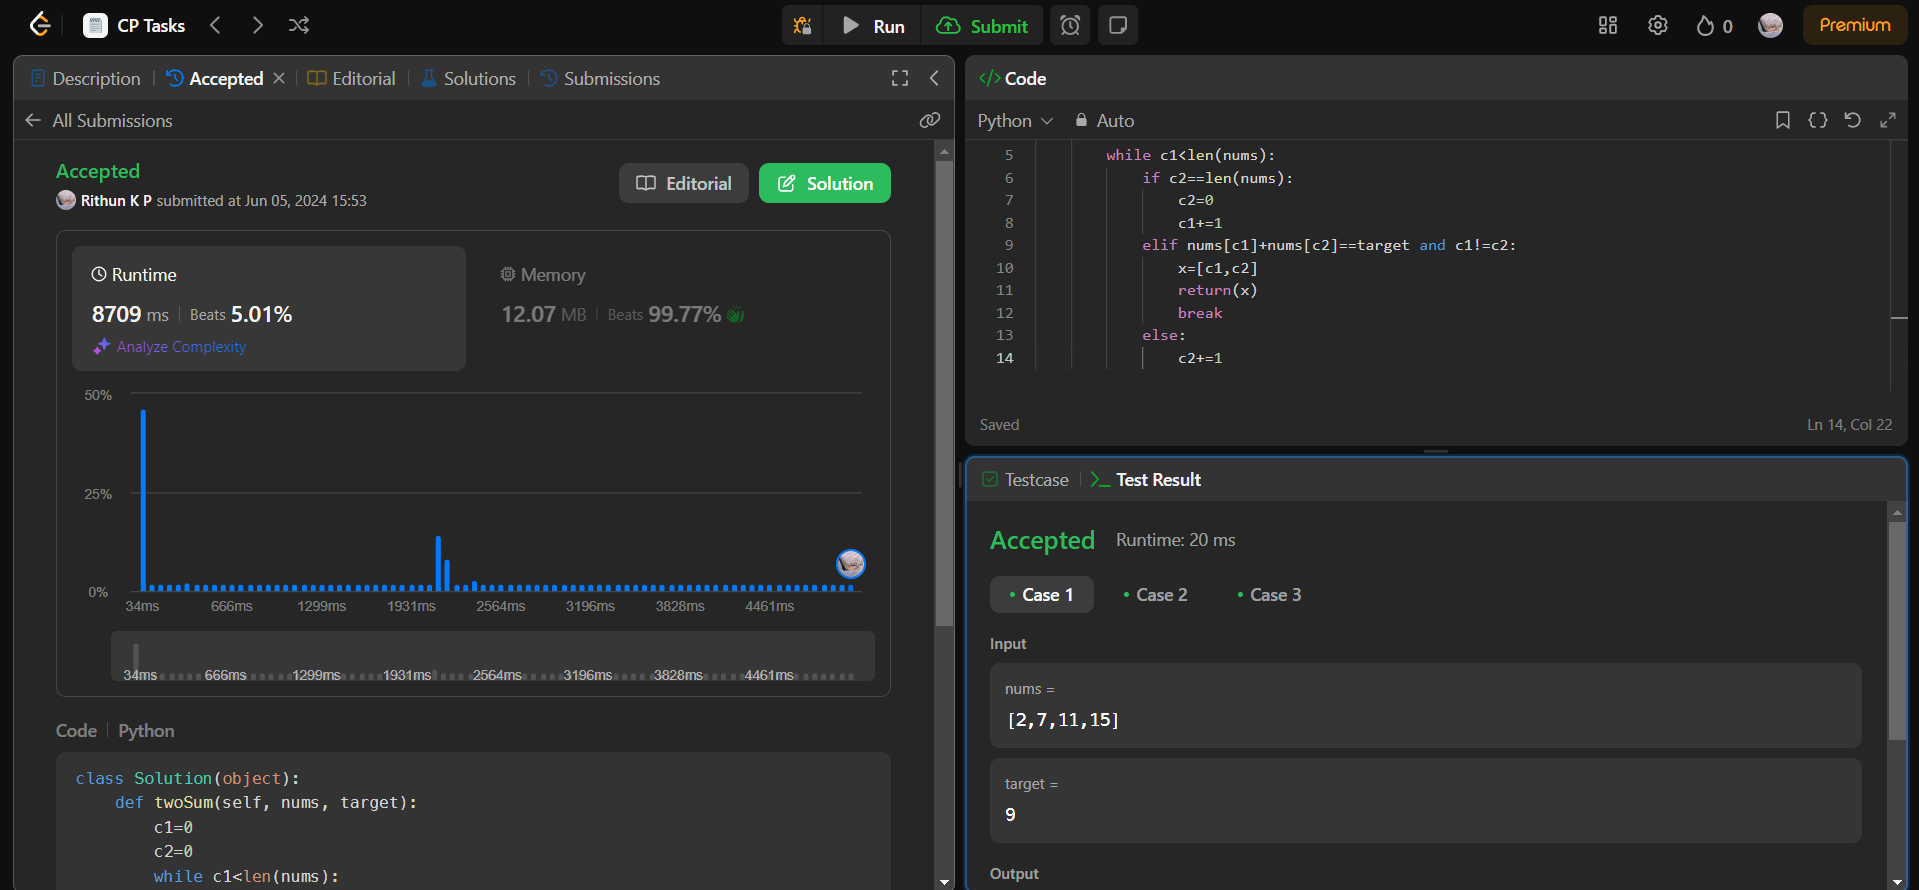 CP Tasks
Run
Submit
0
Premium
Description
Accepted
Editorial
Solutions
Submissions
All Submissions
Accepted
Editorial
Solution
Rithun K P submitted at Jun 05, 2024 15:53
Runtime
8709 ms
Beats 5.01%
Analyze Complexity
Memory
12.07 MB
Beats 99.77%
50%
25%
0%
34ms 666ms 1299ms 1931ms 2564ms 3196ms 3828ms 4461ms
34ms 666ms 1299ms 1931ms 2564ms 3196ms 3828ms 4461ms
Code Python
class Solution(object):
    def twoSum(self, nums, target):
        c1=0
        c2=0
        while c1<len(nums):
</> Code
Python Auto
5 while c1<len(nums):
6     if c2==len(nums):
7         c2=0
8         c1+=1
9     elif nums[c1]+nums[c2]==target and c1!=c2:
10         x=[c1,c2]
11         return(x)
12         break
13     else:
14         c2+=1
Saved
Ln 14, Col 22
Testcase
>_ Test Result
Accepted
Runtime: 20 ms
• Case 1
• Case 2
• Case 3
Input
nums =
[2,7,11,15]
target =
9
Output